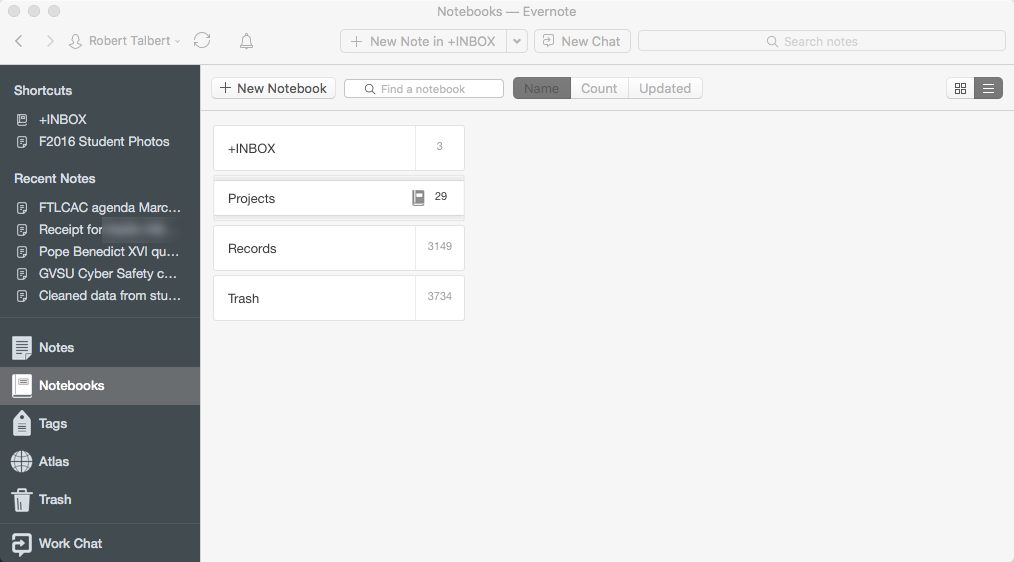 Notebooks — Evernote
Robert Talbert
New Note in +INBOX
New Chat
Search notes
Shortcuts
+INBOX
F2016 Student Photos
Recent Notes
FTLCAC agenda Marc...
Receipt for
Pope Benedict XVI qu...
GVSU Cyber Safety c...
Cleaned data from stu...
Notes
Notebooks
Tags
Atlas
Trash
Work Chat
New Notebook
Find a notebook
Name Count Updated
+INBOX 3
Projects 29
Records 3149
Trash 3734